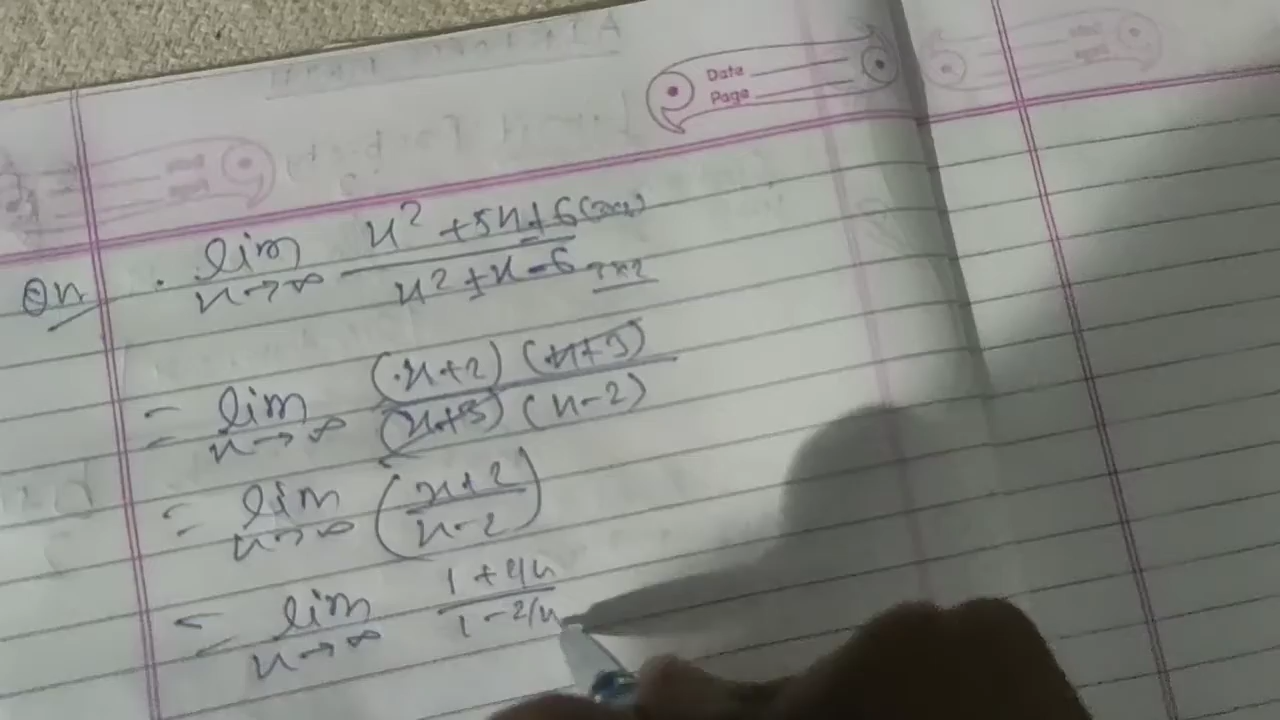 Date
Page
Qn. lim x→∞ x² + 5x + 6 / x² + x - 6
= lim x→∞ (x+2) (x+3) / (x+3) (x-2)
= lim x→∞ (x+2 / x-2)
= lim x→∞ 1 + 2/x / 1 - 2/x